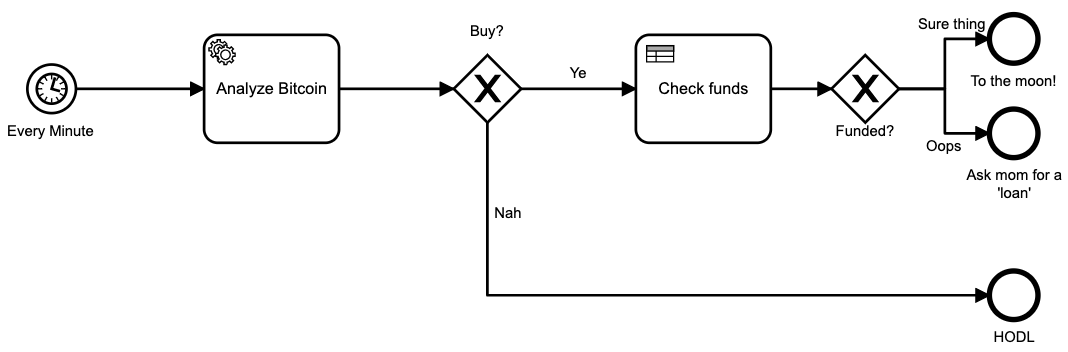 Every Minute
Analyze Bitcoin
Buy?
Ye
Nah
Check funds
Funded?
Sure thing
To the moon!
Oops
Ask mom for a
'loan'
HODL